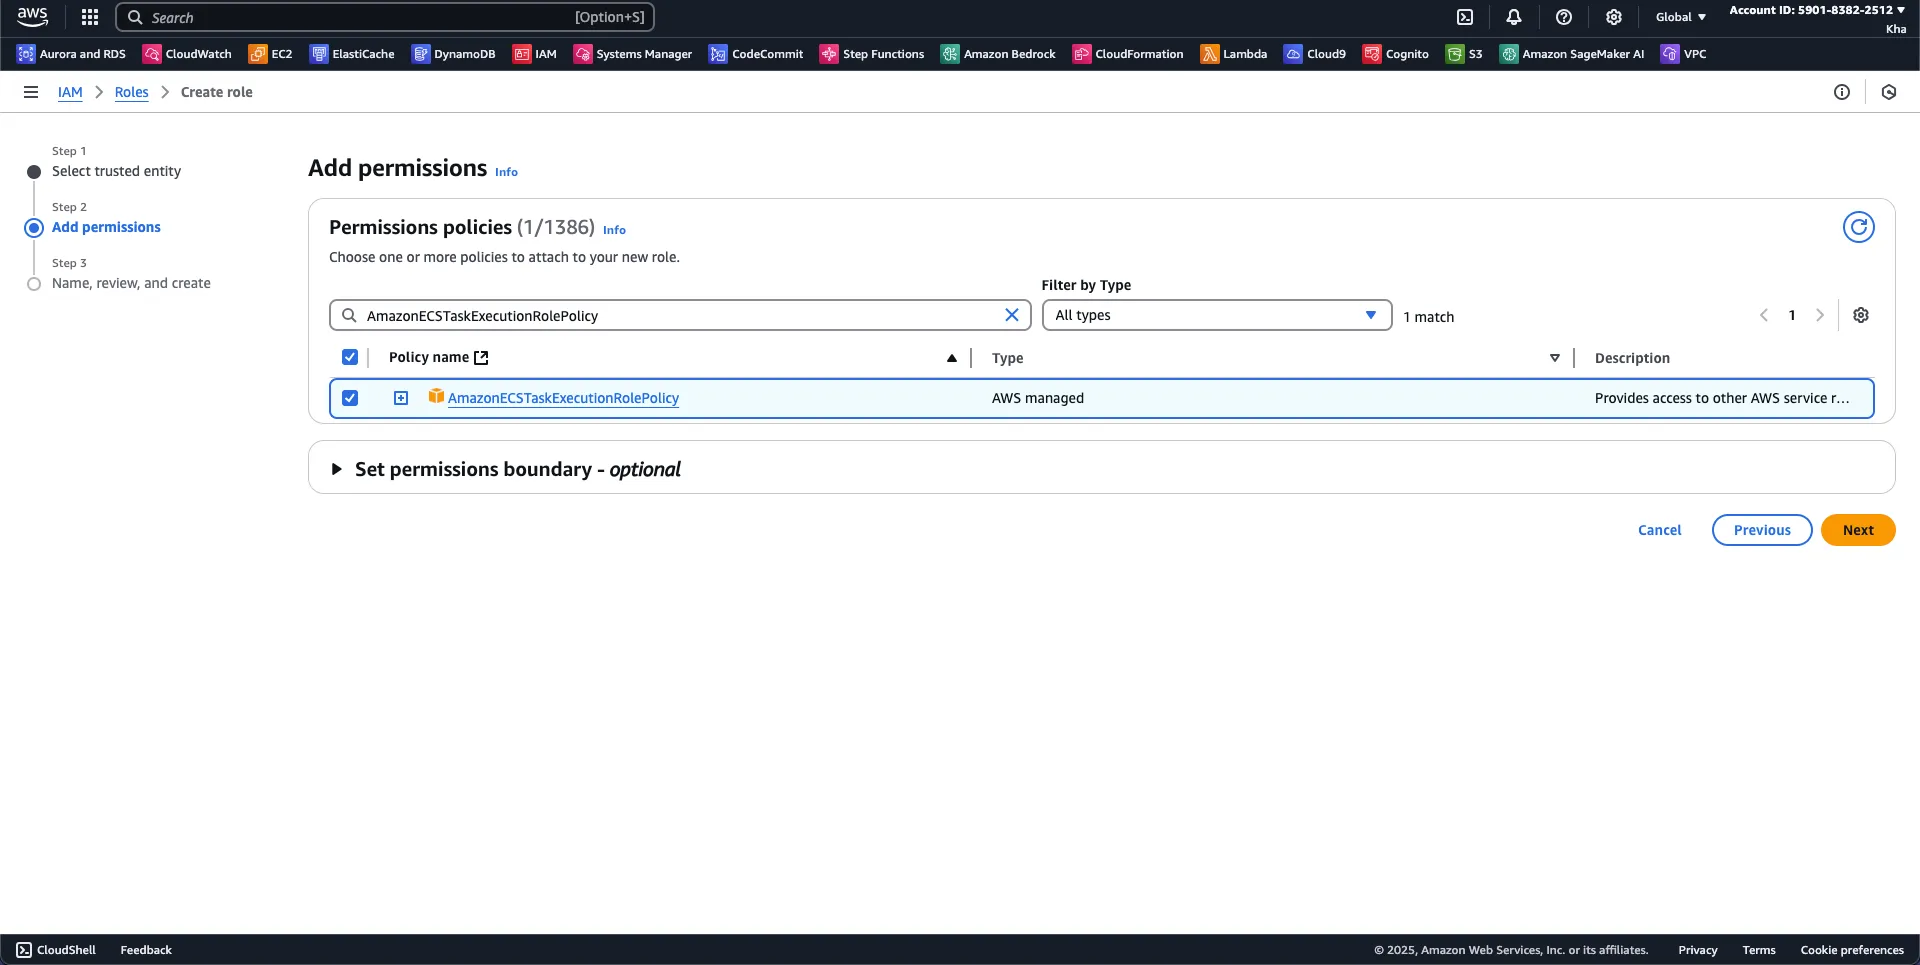 aws
Search [Option+S] Global Account ID: 5901-8382-2512
Kha
Aurora and RDS CloudWatch EC2 ElastiCache DynamoDB IAM Systems Manager CodeCommit Step Functions Amazon Bedrock CloudFormation Lambda Cloud9 Cognito S3 Amazon SageMaker AI VPC
IAM Roles Create role
Step 1
Select trusted entity
Step 2
Add permissions
Step 3
Name, review, and create
Add permissions Info
Permissions policies (1/1386) Info
Choose one or more policies to attach to your new role.
Filter by Type
AmazonECSTaskExecutionRolePolicy All types 1 match 1
Policy name Type Description
AmazonECSTaskExecutionRolePolicy AWS managed Provides access to other AWS service r...
Set permissions boundary - optional
Cancel Previous Next
CloudShell Feedback © 2025, Amazon Web Services, Inc. or its affiliates. Privacy Terms Cookie preferences